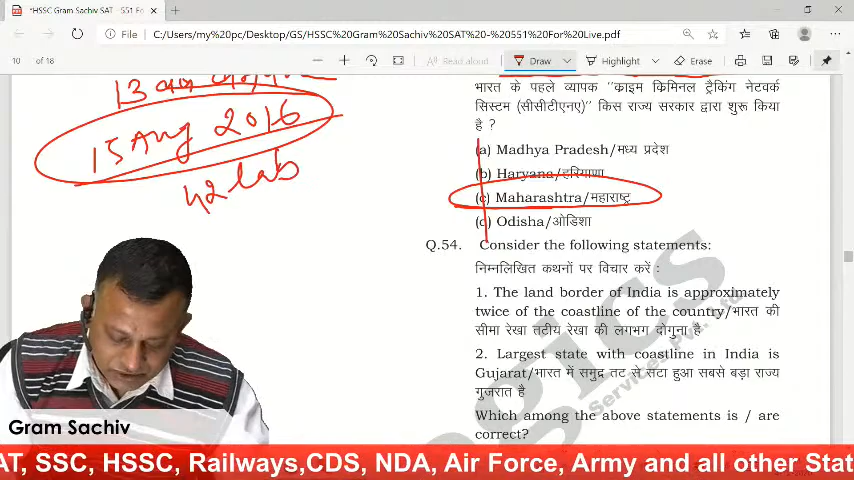 *HSSC Gram Sachiv SAT - 551 Fo
File
C:/Users/my%20pc/Desktop/GS/HSSC%20Gram%20Sachiv%20SAT%20-%20551%20For%20Live.pdf
10 of 18
Read aloud
Draw
Highlight
Erase
13
15 Aug 2016
42 lab
भारत के पहले व्यापक "क्राइम क्रिमिनल ट्रैकिंग नेटवर्क
सिस्टम (सीसीटीएनए)" किस राज्य सरकार द्वारा शुरू किया
है ?
(a) Madhya Pradesh/मध्य प्रदेश
(b) Haryana/हरियाणा
(c) Maharashtra/महाराष्ट्र
(d) Odisha/ओडिशा
Q.54. Consider the following statements:
निम्नलिखित कथनों पर विचार करें :
1. The land border of India is approximately
twice of the coastline of the country/भारत की
सीमा रेखा तटीय रेखा की लगभग दोगुना है
2. Largest state with coastline in India is
Gujarat/भारत में समुद्र तट से सटा हुआ सबसे बड़ा राज्य
गुजरात है
Which among the above statements is / are
correct?
Services Pvt. Ltd.
Gram Sachiv
AT, SSC, HSSC, Railways,CDS, NDA, Air Force, Army and all other Stat